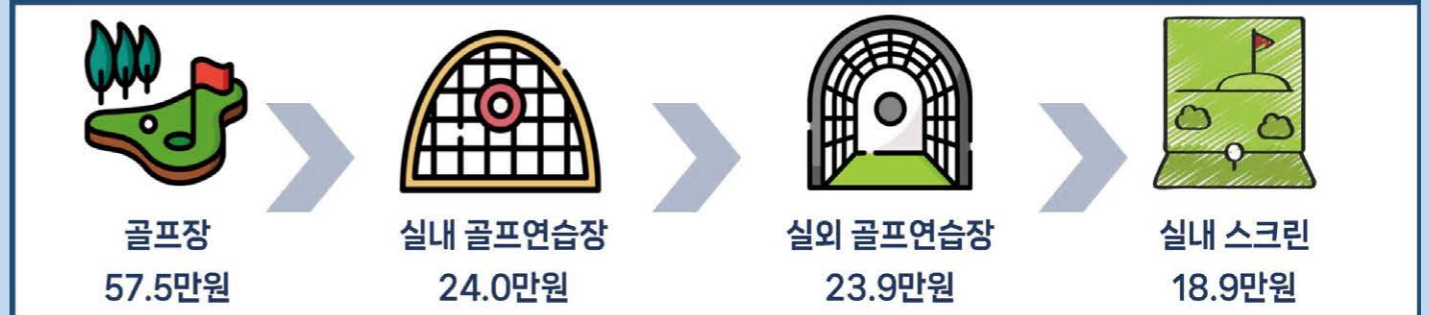 골프장
57.5만원
실내 골프연습장
24.0만원
실외 골프연습장
23.9만원
실내 스크린
18.9만원